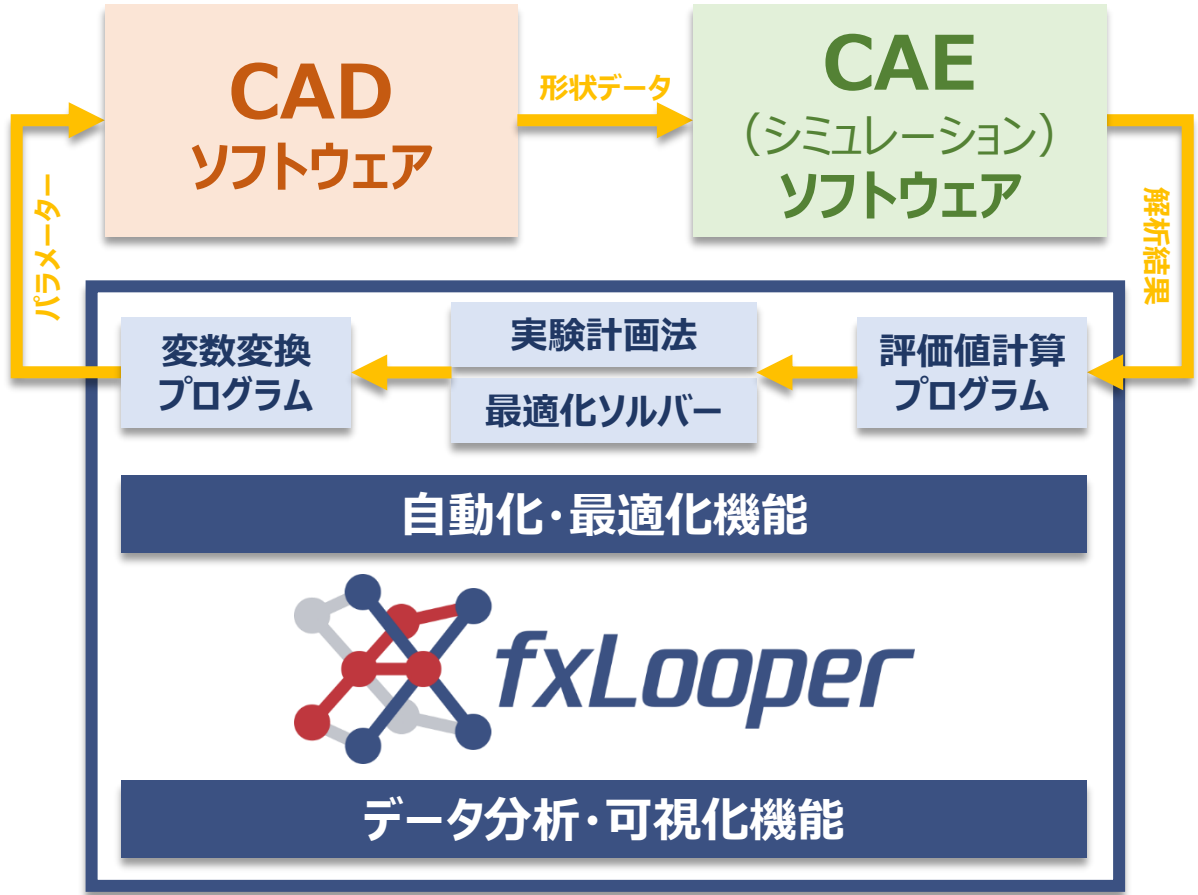 CAD
ソフトウェア
形状データ
CAE
（シミュレーション）
ソフトウェア
パラメーター
解析結果
変数変換
プログラム
実験計画法
最適化ソルバー
評価値計算
プログラム
自動化・最適化機能
fxLooper
データ分析・可視化機能